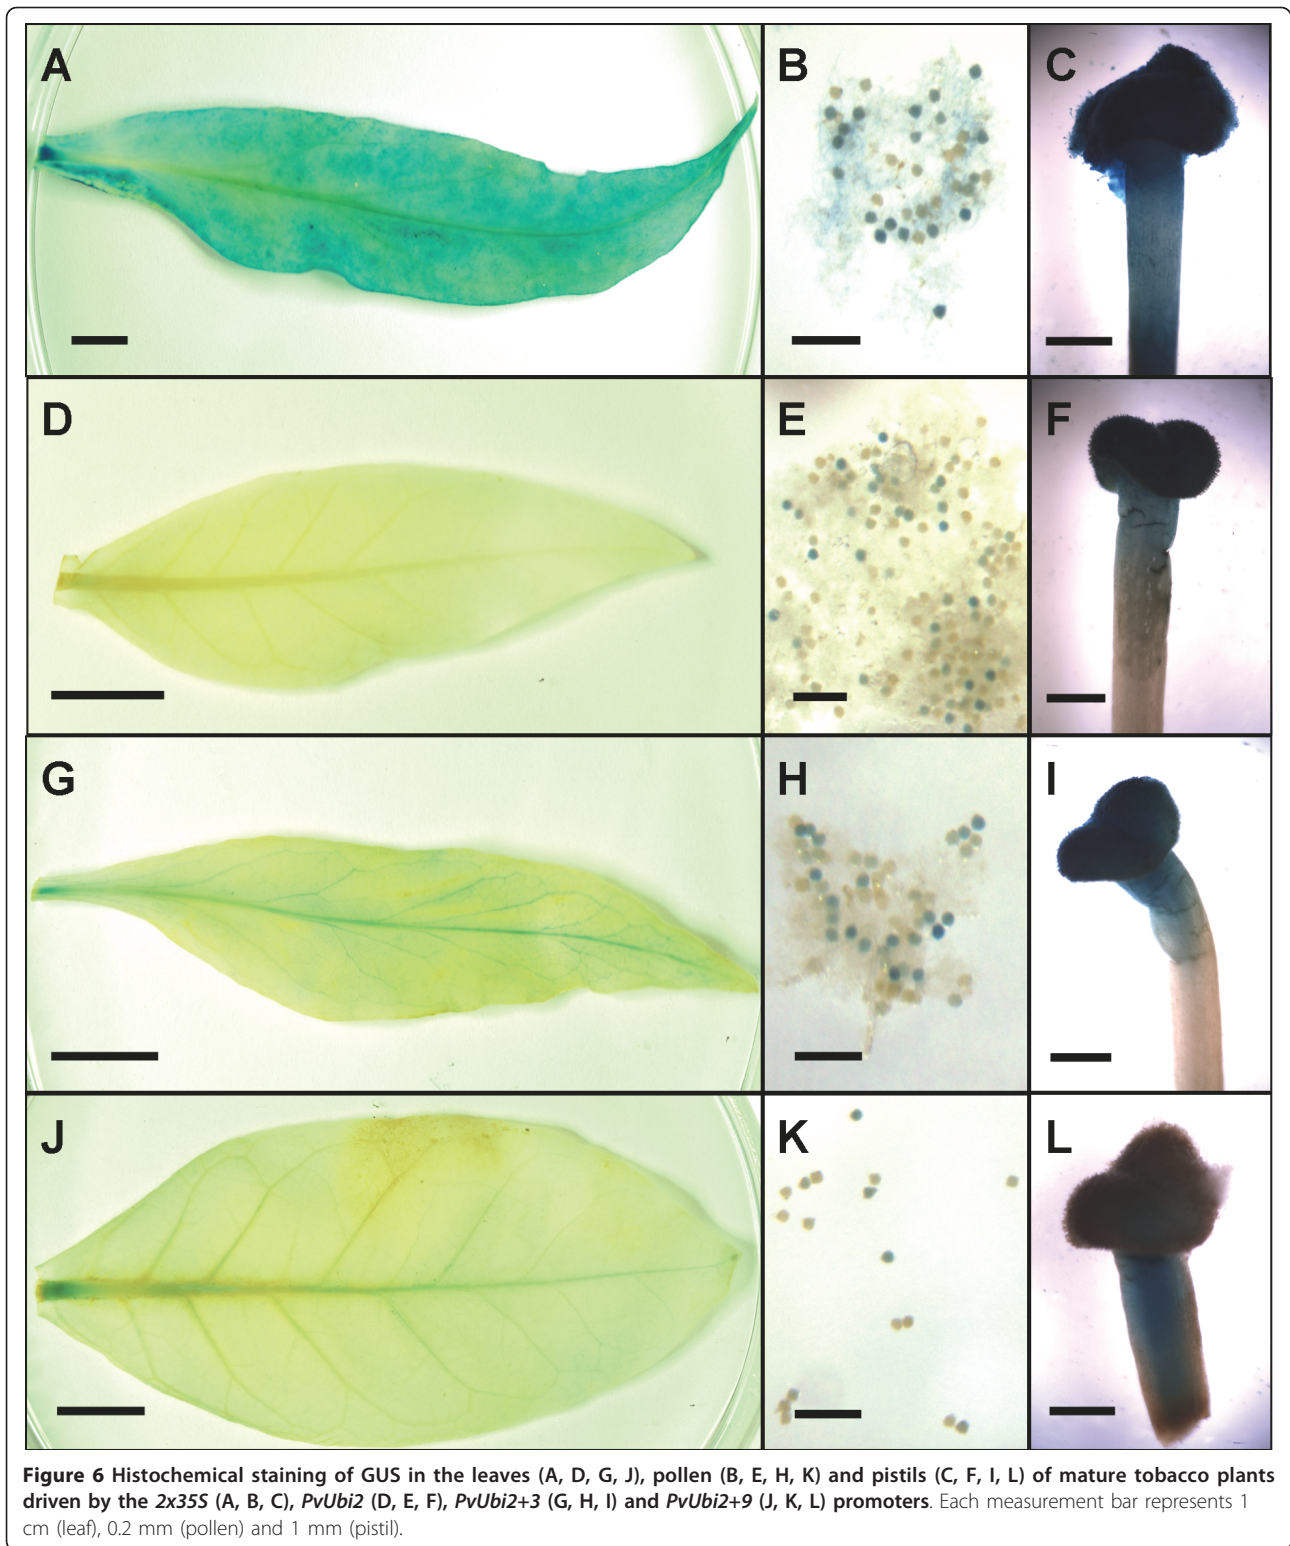 A
B
C
D
E
F
G
H
I
J
K
L
Figure 6 Histochemical staining of GUS in the leaves (A, D, G, J), pollen (B, E, H, K) and pistils (C, F, I, L) of mature tobacco plants
driven by the 2x35S (A, B, C), PvUbi2 (D, E, F), PvUbi2+3 (G, H, I) and PvUbi2+9 (J, K, L) promoters. Each measurement bar represents 1
cm (leaf), 0.2 mm (pollen) and 1 mm (pistil).